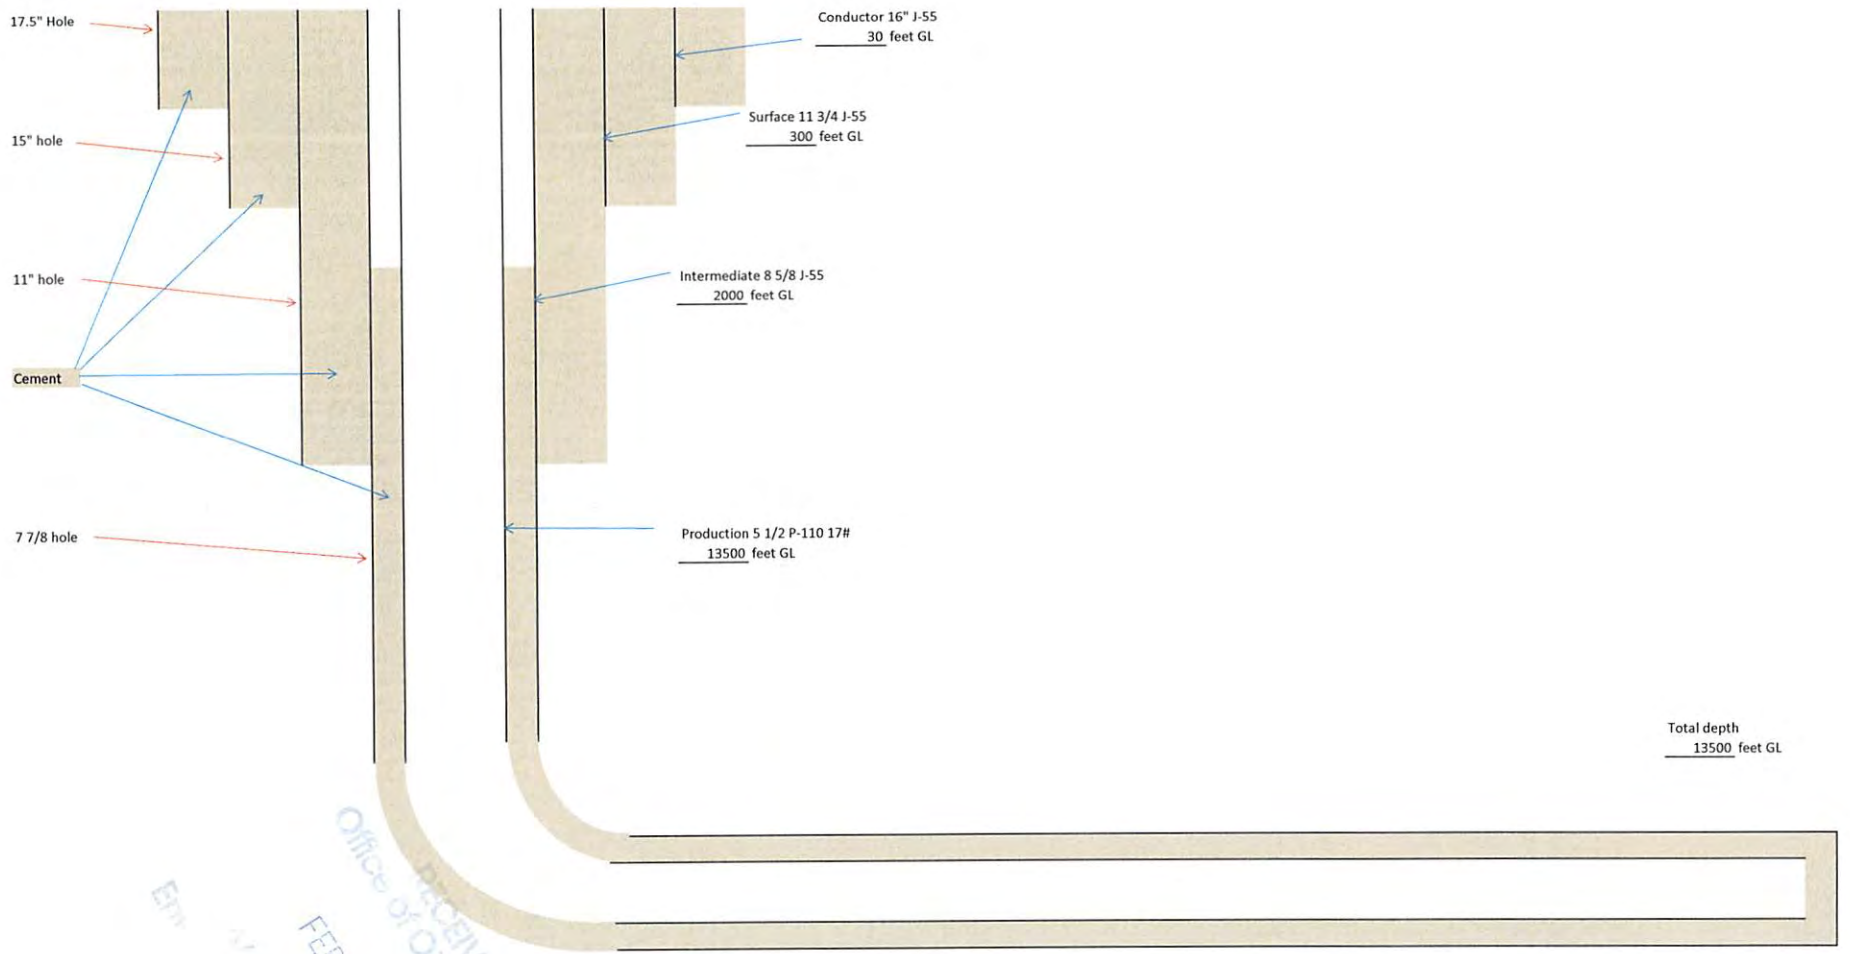 17.5" Hole
Conductor 16" J-55
30 feet GL
Surface 11 3/4 J-55
300 feet GL
15" hole
Intermediate 8 5/8 J-55
2000 feet GL
11" hole
Cement
Production 5 1/2 P-110 17#
13500 feet GL
7 7/8 hole
Total depth
13500 feet GL
Office of